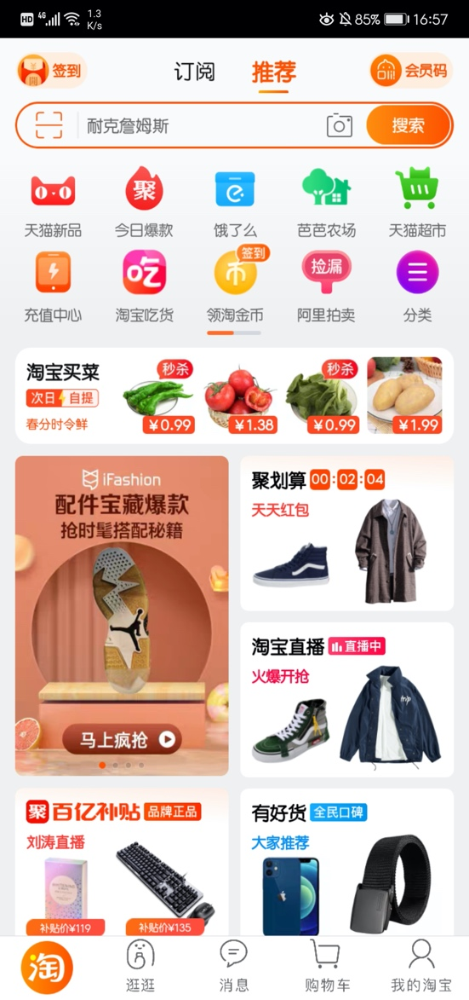 HD 4G 1.3 K/s 85% 16:57
签到
订阅
推荐
会员码
耐克詹姆斯
搜索
天猫新品
聚
今日爆款
饿了么
芭芭农场
天猫超市
充值中心
吃
淘宝吃货
币
签到
领淘金币
捡漏
阿里拍卖
分类
淘宝买菜
次日 自提
春分时令鲜
秒杀
¥0.99
¥1.38
秒杀
¥0.99
¥1.99
iFashion
配件宝藏爆款
抢时髦搭配秘籍
马上疯抢
聚划算 00:02:04
天天红包
淘宝直播 直播中
火爆开抢
聚 百亿补贴 品牌正品
刘涛直播
补贴价¥119
补贴价¥135
有好货 全民口碑
大家推荐
淘
逛逛
消息
购物车
我的淘宝